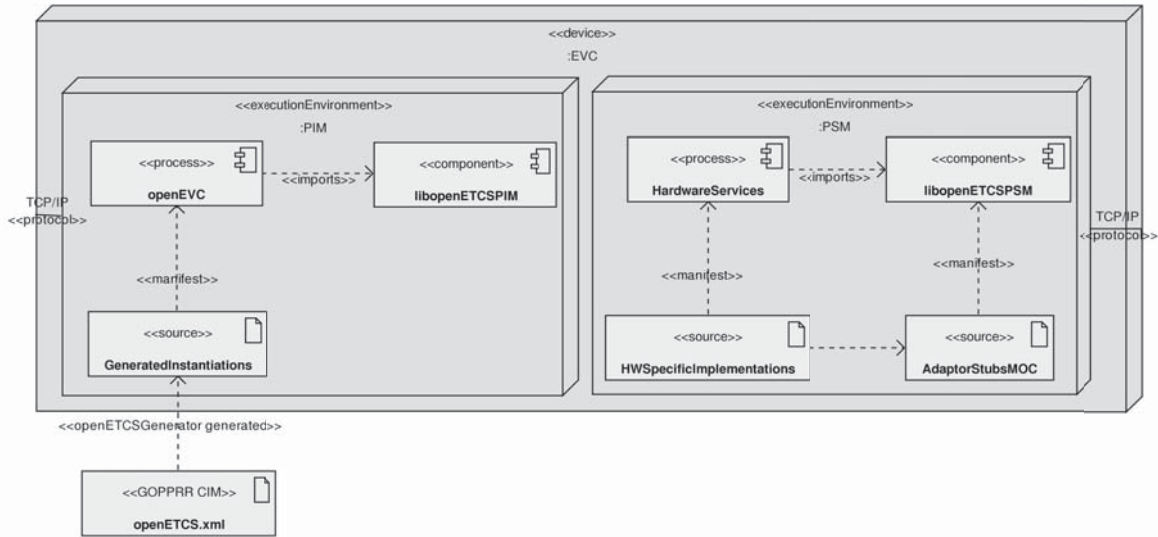 <<device>>
:EVC
<<executionEnvironment>>
:PIM
<<process>>
openEVC
<<imports>>
<<component>>
libopenETCSPIM
TCP/IP
<<protocol>>
<<manifest>>
<<source>>
GeneratedInstantiations
<<executionEnvironment>>
:PSM
<<process>>
HardwareServices
<<imports>>
<<component>>
libopenETCSPSM
TCP/IP
<<protocol>>
<<manifest>>
<<manifest>>
<<source>>
HWSpecificImplementations
<<source>>
AdaptorStubsMOC
<<openETCSGenerator generated>>
<<GOPPRR CIM>>
openETCS.xml